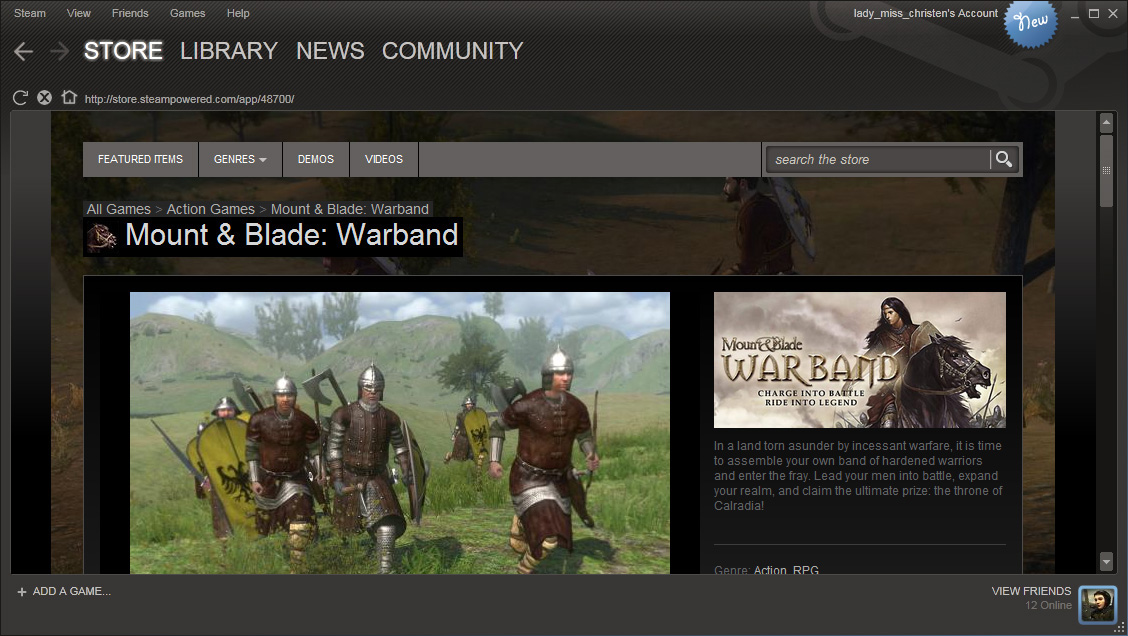 Steam View Friends Games Help
lady_miss_christen's Account
New
STORE LIBRARY NEWS COMMUNITY
http://store.steampowered.com/app/48700/
FEATURED ITEMS GENRES DEMOS VIDEOS
search the store
All Games > Action Games > Mount & Blade: Warband
Mount & Blade: Warband
Mount&Blade
WARBAND
CHARGE INTO BATTLE
RIDE INTO LEGEND
In a land torn asunder by incessant warfare, it is time
to assemble your own band of hardened warriors
and enter the fray. Lead your men into battle, expand
your realm, and claim the ultimate prize: the throne of
Calradia!
Genre: Action, RPG
+ ADD A GAME...
VIEW FRIENDS
12 Online